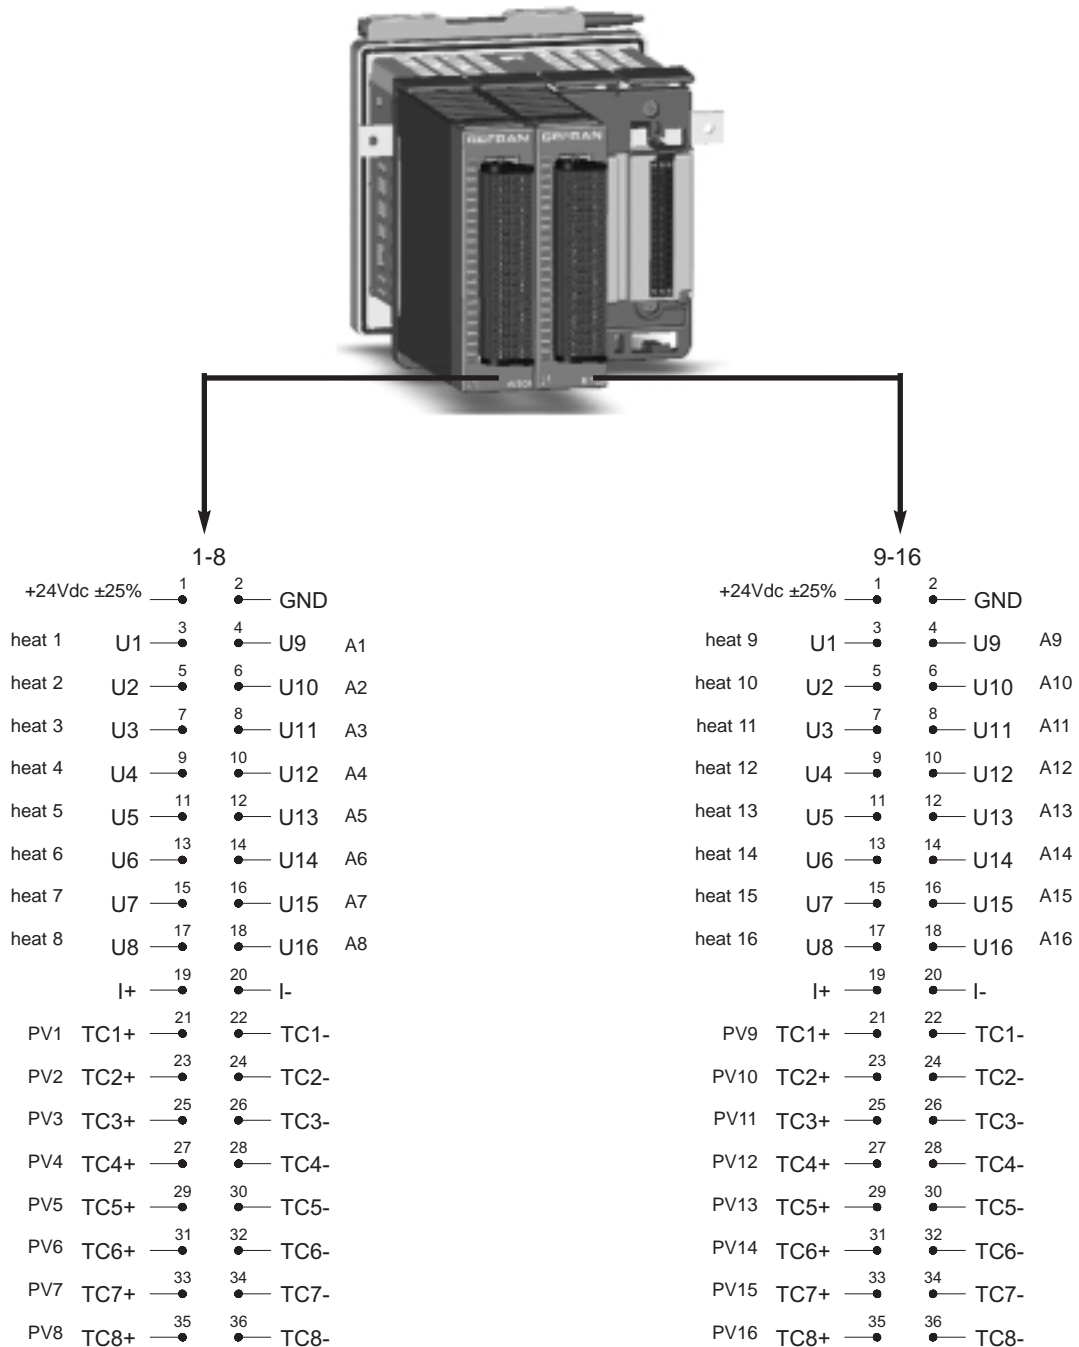 GEFRAN GEFRAN
1-8
+24Vdc ±25% 1 2 GND
heat 1 U1 3 4 U9 A1
heat 2 U2 5 6 U10 A2
heat 3 U3 7 8 U11 A3
heat 4 U4 9 10 U12 A4
heat 5 U5 11 12 U13 A5
heat 6 U6 13 14 U14 A6
heat 7 U7 15 16 U15 A7
heat 8 U8 17 18 U16 A8
I+ 19 20 I-
PV1 TC1+ 21 22 TC1-
PV2 TC2+ 23 24 TC2-
PV3 TC3+ 25 26 TC3-
PV4 TC4+ 27 28 TC4-
PV5 TC5+ 29 30 TC5-
PV6 TC6+ 31 32 TC6-
PV7 TC7+ 33 34 TC7-
PV8 TC8+ 35 36 TC8-
9-16
+24Vdc ±25% 1 2 GND
heat 9 U1 3 4 U9 A9
heat 10 U2 5 6 U10 A10
heat 11 U3 7 8 U11 A11
heat 12 U4 9 10 U12 A12
heat 13 U5 11 12 U13 A13
heat 14 U6 13 14 U14 A14
heat 15 U7 15 16 U15 A15
heat 16 U8 17 18 U16 A16
I+ 19 20 I-
PV9 TC1+ 21 22 TC1-
PV10 TC2+ 23 24 TC2-
PV11 TC3+ 25 26 TC3-
PV12 TC4+ 27 28 TC4-
PV13 TC5+ 29 30 TC5-
PV14 TC6+ 31 32 TC6-
PV15 TC7+ 33 34 TC7-
PV16 TC8+ 35 36 TC8-